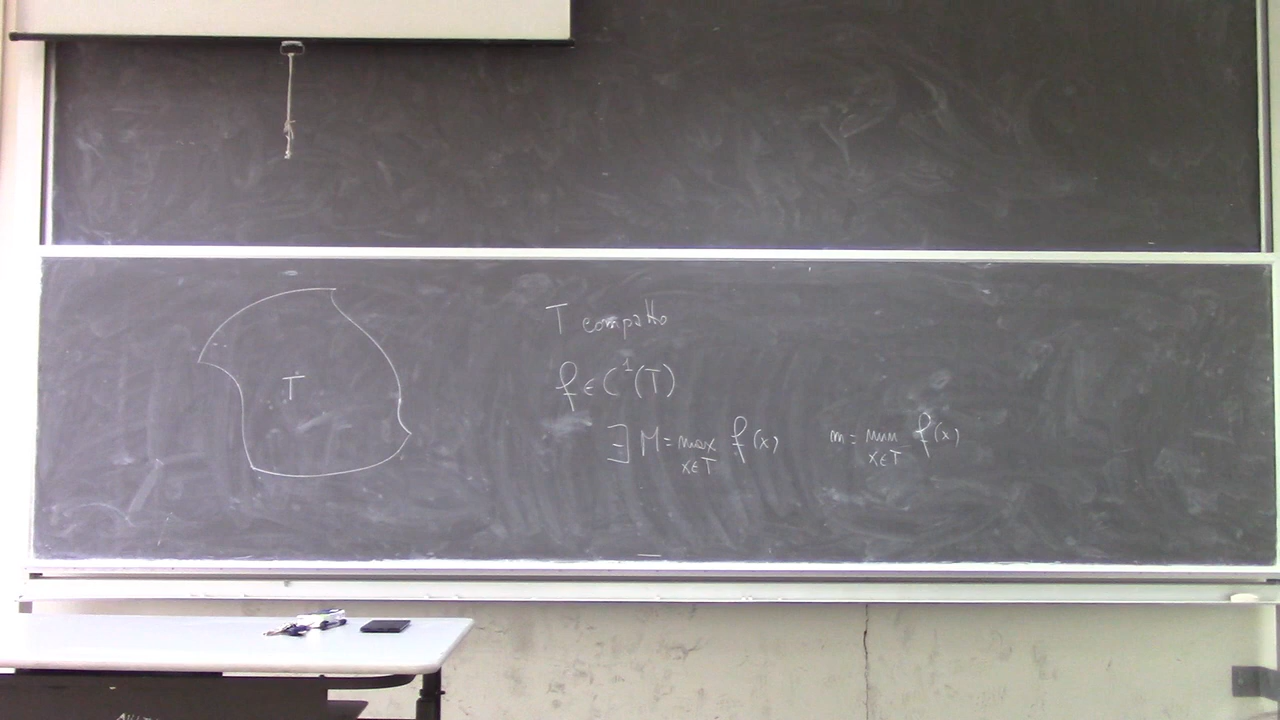 T
T compatto
f ∈ C¹(T)
∃ M = max f(x) m = min f(x)
x∈T x∈T